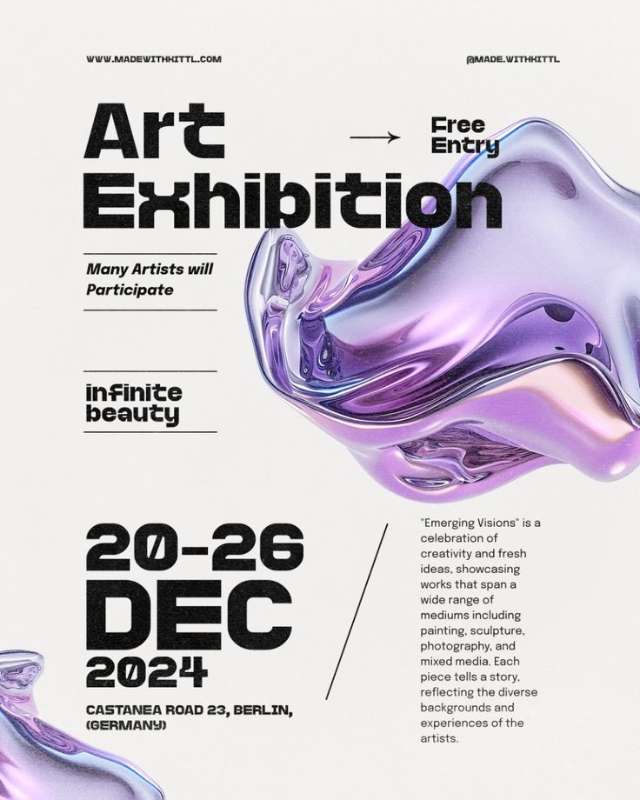 WWW.MADEWITHKITTL.COM
@MADE.WITHKITTL
Art
Exhibition
Free
Entry
Many Artists will
Participate
infinite
beauty
20-26
DEC
2024
CASTANEA ROAD 23, BERLIN,
(GERMANY)
"Emerging Visions" is a
celebration of
creativity and fresh
ideas, showcasing
works that span a
wide range of
mediums including
painting, sculpture,
photography, and
mixed media. Each
piece tells a story,
reflecting the diverse
backgrounds and
experiences of the
artists.